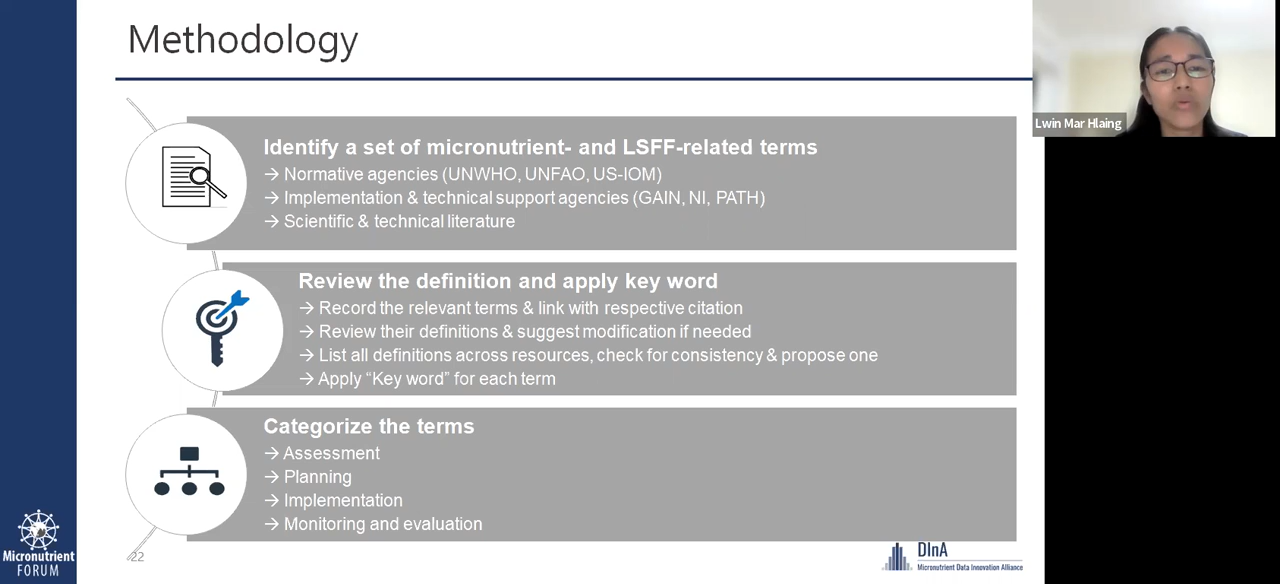 Methodology
Lwin Mar Hlaing
Identify a set of micronutrient- and LSFF-related terms
→ Normative agencies (UNWHO, UNFAO, US-IOM)
→ Implementation & technical support agencies (GAIN, NI, PATH)
→ Scientific & technical literature
Review the definition and apply key word
→ Record the relevant terms & link with respective citation
→ Review their definitions & suggest modification if needed
→ List all definitions across resources, check for consistency & propose one
→ Apply “Key word” for each term
Categorize the terms
→ Assessment
→ Planning
→ Implementation
→ Monitoring and evaluation
Micronutrient
FORUM
22
DInA
Micronutrient Data Innovation Alliance